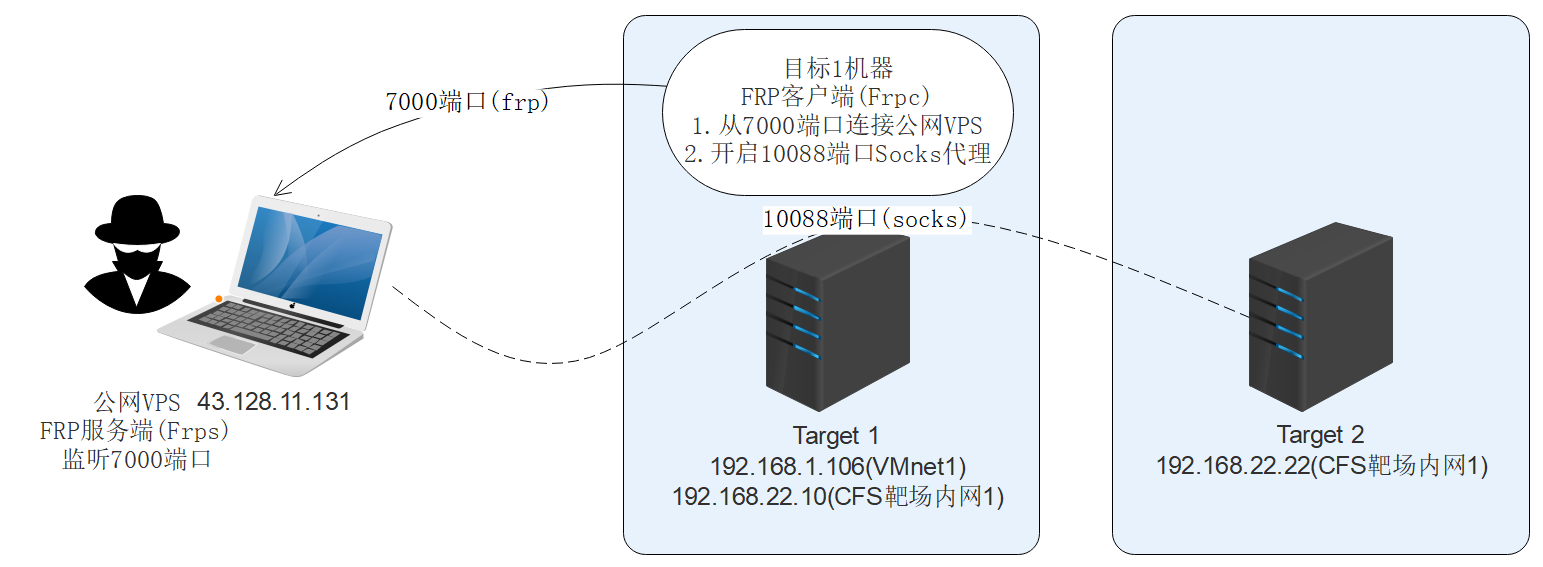 7000端口(frp)
目标1机器
FRP客户端(Frpc)
1.从7000端口连接公网VPS
2.开启10088端口Socks代理
10088端口(socks)
公网VPS 43.128.11.131
FRP服务端(Frps)
监听7000端口
Target 1
192.168.1.106(VMnet1)
192.168.22.10(CFS靶场内网1)
Target 2
192.168.22.22(CFS靶场内网1)